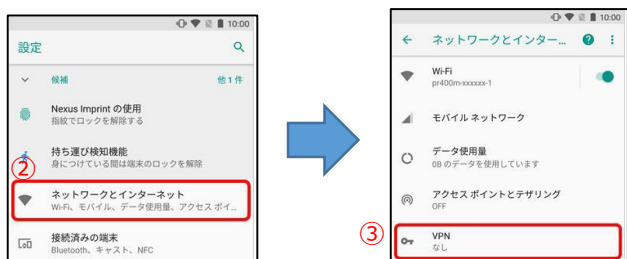 10:00
設定
候補
他1件
Nexus Imprint の使用
指紋でロックを解除する
持ち運び検知機能
身につけている間は端末のロックを解除
②
ネットワークとインターネット
Wi-Fi、モバイル、データ使用量、アクセス ポイ...
接続済みの端末
Bluetooth、キャスト、NFC
10:00
ネットワークとインター...
Wi-Fi
pr400m-xxxxxx-1
モバイル ネットワーク
データ使用量
0B のデータを使用しています
アクセス ポイントとテザリング
OFF
③
VPN
なし